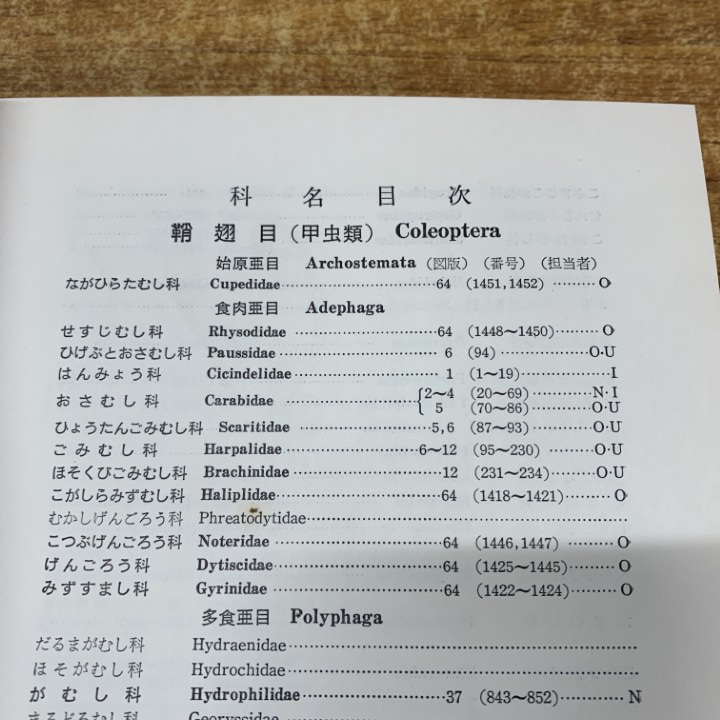 科名目次
鞘翅目（甲虫類） Coleoptera
始原亜目 Archostemata （図版）（番号）（担当者）
ながひらたむし科 Cupedidae 64 (1451,1452) O
食肉亜目 Adephaga
せすじむし科 Rhysodidae 64 (1448〜1450) O
ひげぶとおさむし科 Paussidae 6 (94) O·U
はんみょう科 Cicindelidae 1 (1〜19) I
おさむし科 Carabidae {2〜4 (20〜69) N·I
5 (70〜86) O·U
ひょうたんごみむし科 Scaritidae 5,6 (87〜93) O·U
ごみむし科 Harpalidae 6〜12 (95〜230) O·U
ほそくびごみむし科 Brachinidae 12 (231〜234) O·U
こがしらみずむし科 Haliplidae 64 (1418〜1421) O
むかしげんごろう科 Phreatodytidae
こつぶげんごろう科 Noteridae 64 (1446,1447) O
げんごろう科 Dytiscidae 64 (1425〜1445) O
みずすまし科 Gyrinidae 64 (1422〜1424) O
多食亜目 Polyphaga
だるまがむし科 Hydraenidae
ほそがむし科 Hydrochidae
がむし科 Hydrophilidae 37 (843〜852) N
まるどろむし科 Georyssidae